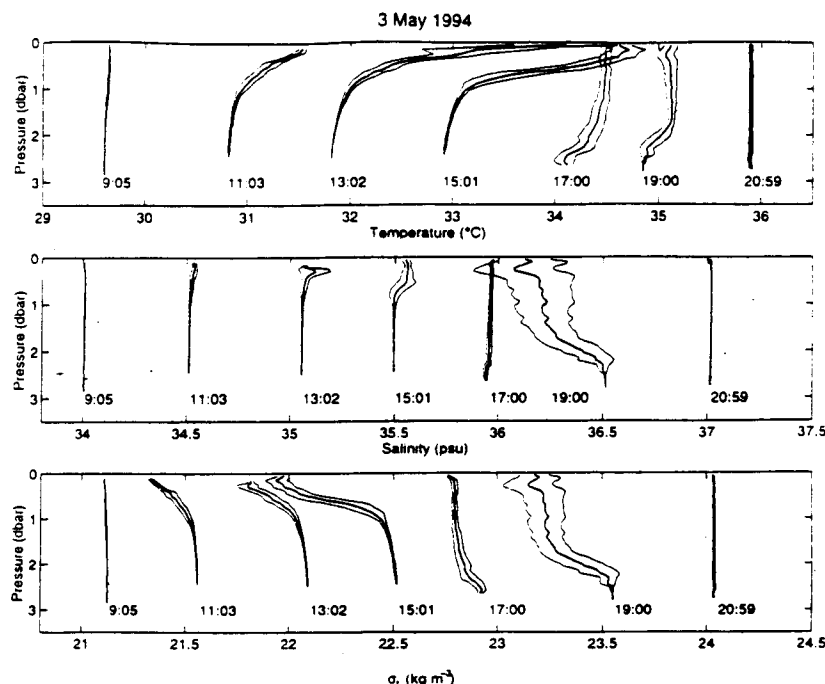 3 May 1994
0
1
2
3
Pressure (dbar)
9:05 11:03 13:02 15:01 17:00 19:00 20:59
29 30 31 32 33 34 35 36
Temperature (°C)
0
1
2
3
Pressure (dbar)
9:05 11:03 13:02 15:01 17:00 19:00 20:59
34 34.5 35 35.5 36 36.5 37 37.5
Salinity (psu)
0
1
2
3
Pressure (dbar)
9:05 11:03 13:02 15:01 17:00 19:00 20:59
21 21.5 22 22.5 23 23.5 24 24.5
σt (kg m⁻³)